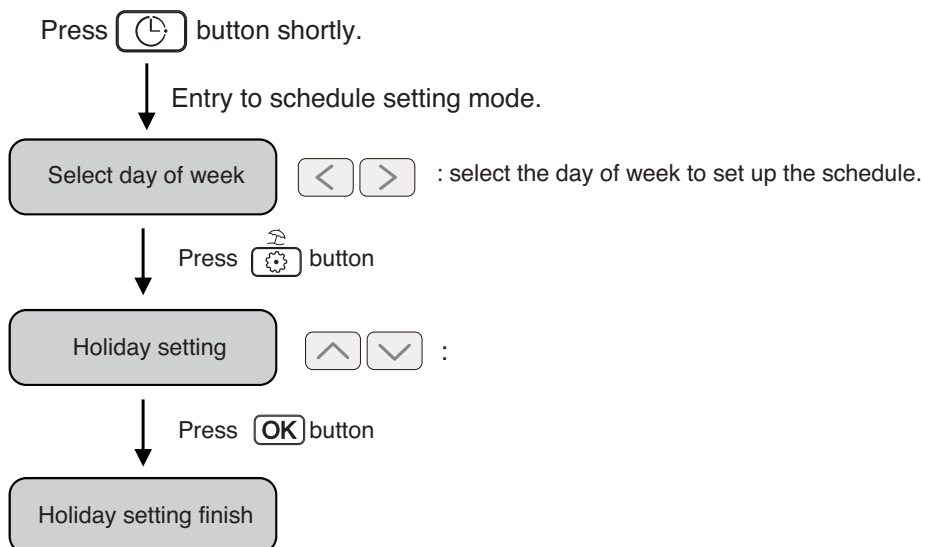 Press button shortly.
Entry to schedule setting mode.
Select day of week : select the day of week to set up the schedule.
Press button
Holiday setting :
Press OK button
Holiday setting finish